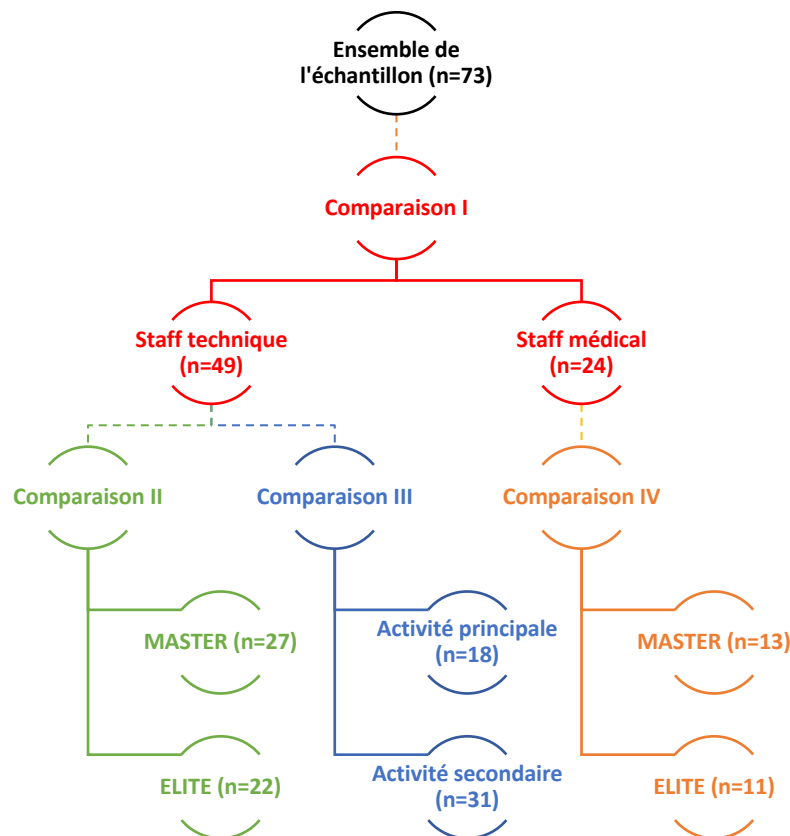 Ensemble de
l'échantillon (n=73)
Comparaison I
Staff technique
(n=49)
Staff médical
(n=24)
Comparaison II
Comparaison III
Comparaison IV
MASTER (n=27)
Activité principale
(n=18)
MASTER (n=13)
ELITE (n=22)
Activité secondaire
(n=31)
ELITE (n=11)